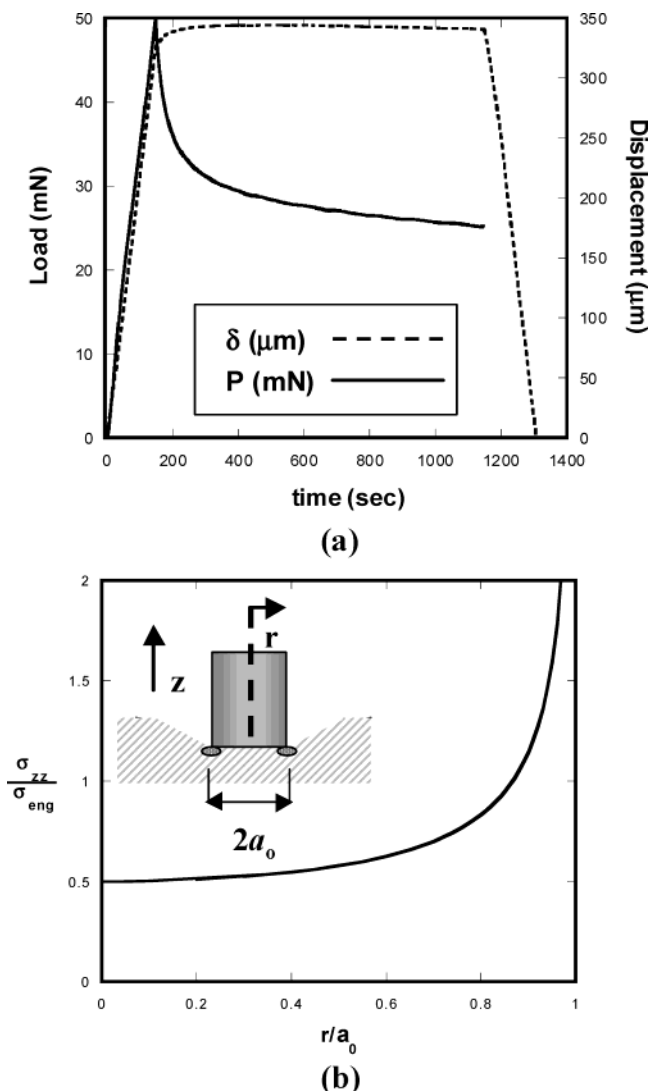 50
40
30
20
10
0
Load (mN)
350
300
250
200
150
100
50
0
Displacement (μm)
δ (μm)
P (mN)
0 200 400 600 800 1000 1200 1400
time (sec)
(a)
2
1.5
1
0.5
0
σzz
σeng
z
r
2ao
0 0.2 0.4 0.6 0.8 1
r/a0
(b)